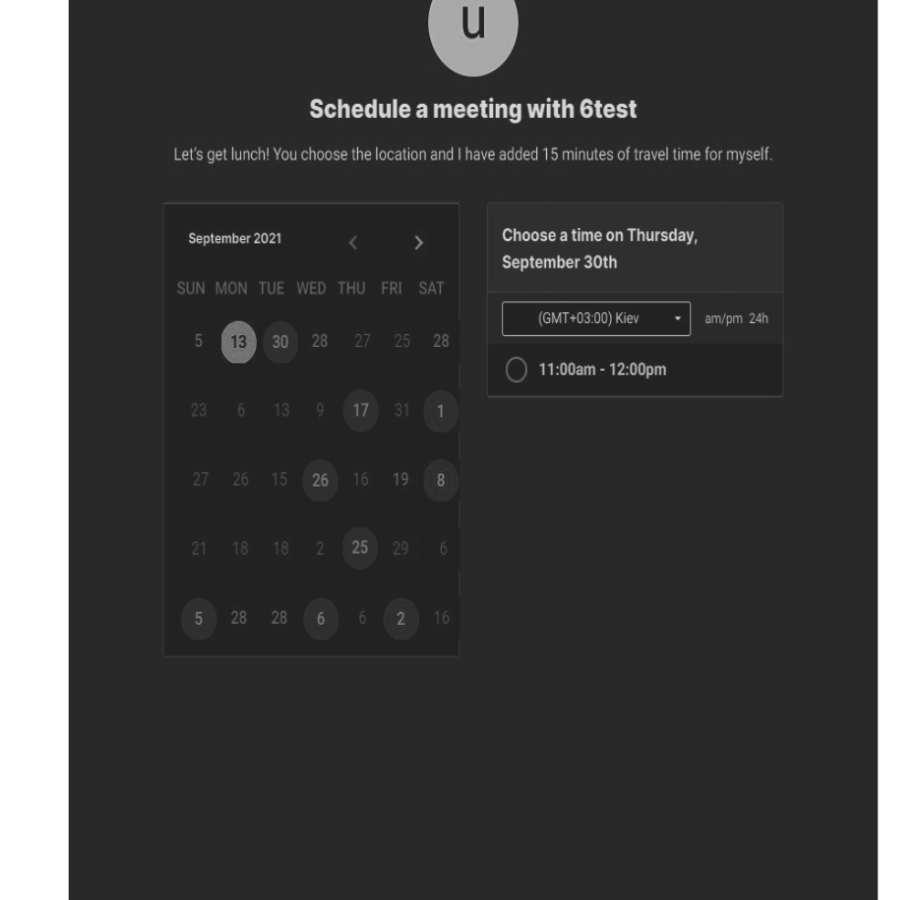 u
Schedule a meeting with 6test
Let's get lunch! You choose the location and I have added 15 minutes of travel time for myself.
September 2021
SUN MON TUE WED THU FRI SAT
5 13 30 28 27 25 28
23 6 13 9 17 31 1
27 26 15 26 16 19 8
21 18 18 2 25 29 6
5 28 28 6 6 2 16
Choose a time on Thursday,
September 30th
(GMT+03:00) Kiev am/pm 24h
11:00am - 12:00pm